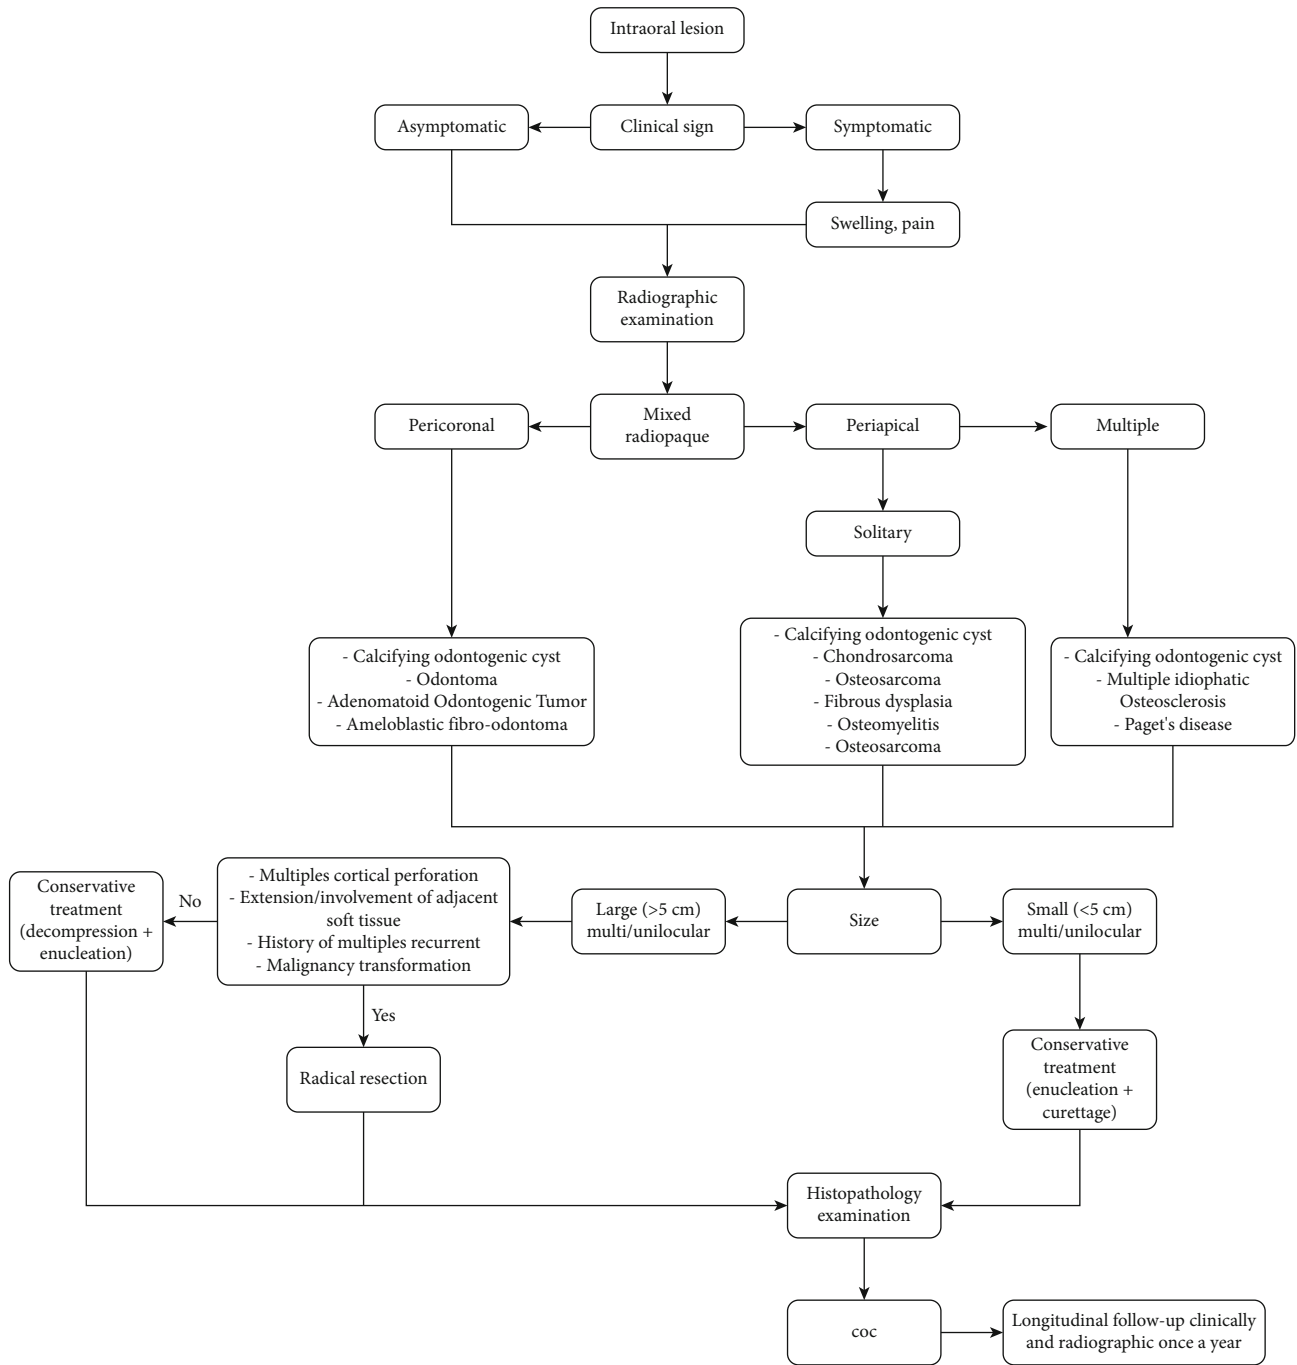 Intraoral lesion
Asymptomatic
Clinical sign
Symptomatic
Swelling, pain
Radiographic
examination
Pericoronal
Mixed
radiopaque
Periapical
Multiple
Solitary
- Calcifying odontogenic cyst
- Odontoma
- Adenomatoid Odontogenic Tumor
- Ameloblastic fibro-odontoma
- Calcifying odontogenic cyst
- Chondrosarcoma
- Osteosarcoma
- Fibrous dysplasia
- Osteomyelitis
- Osteosarcoma
- Calcifying odontogenic cyst
- Multiple idiophatic
Osteosclerosis
- Paget's disease
Conservative
treatment
(decompression +
enucleation)
No
- Multiples cortical perforation
- Extension/involvement of adjacent
soft tissue
- History of multiples recurrent
- Malignancy transformation
Large (>5 cm)
multi/unilocular
Size
Small (<5 cm)
multi/unilocular
Yes
Radical resection
Conservative
treatment
(enucleation +
curettage)
Histopathology
examination
COC
Longitudinal follow-up clinically
and radiographic once a year